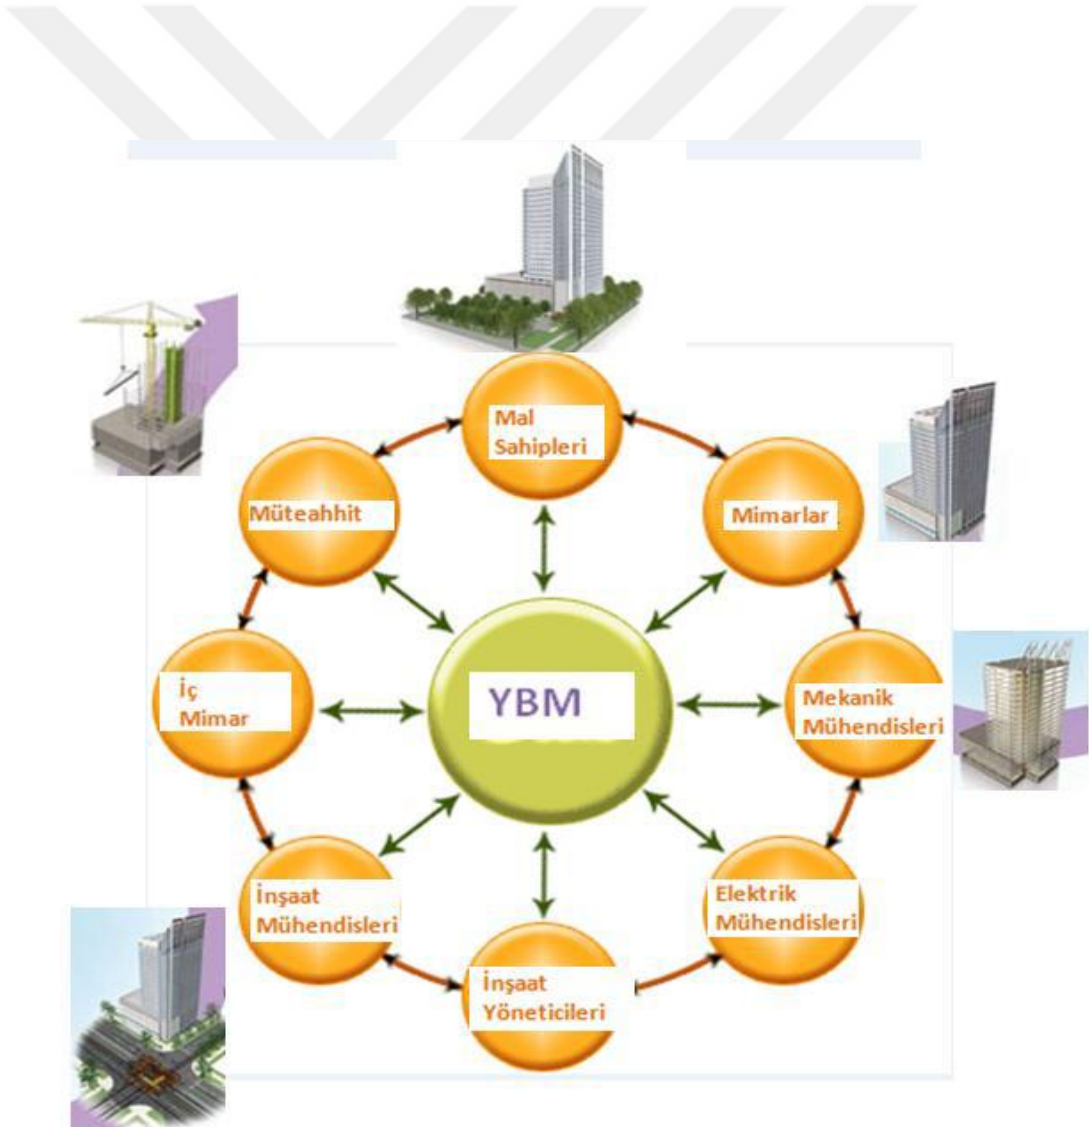 Mal
Sahipleri
Müteahhit
Mimarlar
İç
Mimar
YBM
Mekanik
Mühendisleri
İnşaat
Mühendisleri
Elektrik
Mühendisleri
İnşaat
Yöneticileri